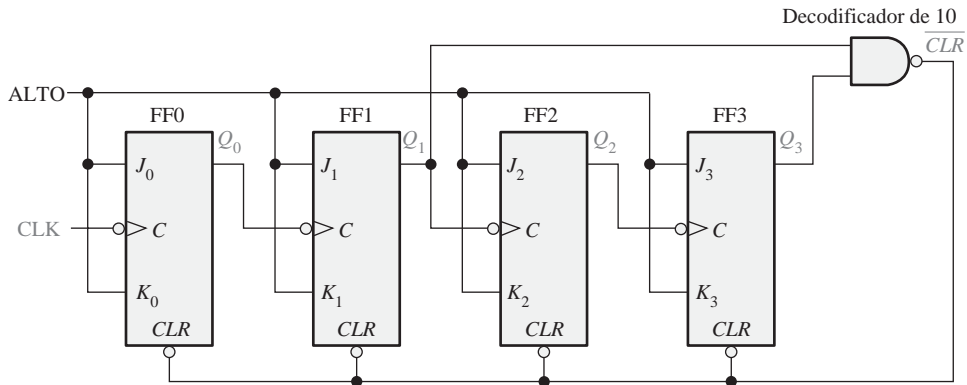 Decodificador de 10
CLR
ALTO
FF0
FF1
FF2
FF3
Q0
Q1
Q2
Q3
J0
J1
J2
J3
CLK
C
C
C
C
K0
K1
K2
K3
CLR
CLR
CLR
CLR